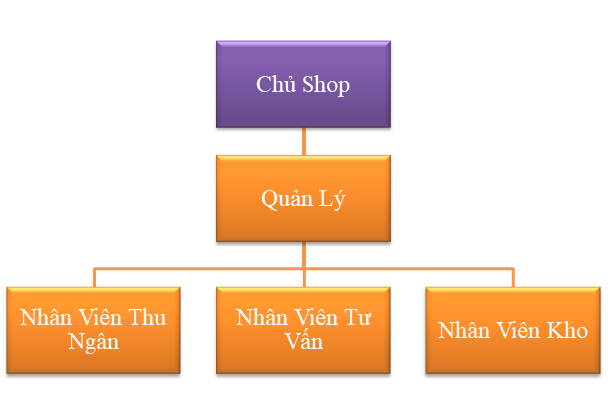 Chủ Shop
Quản Lý
Nhân Viên Thu
Ngân
Nhân Viên Tư
Vấn
Nhân Viên Kho